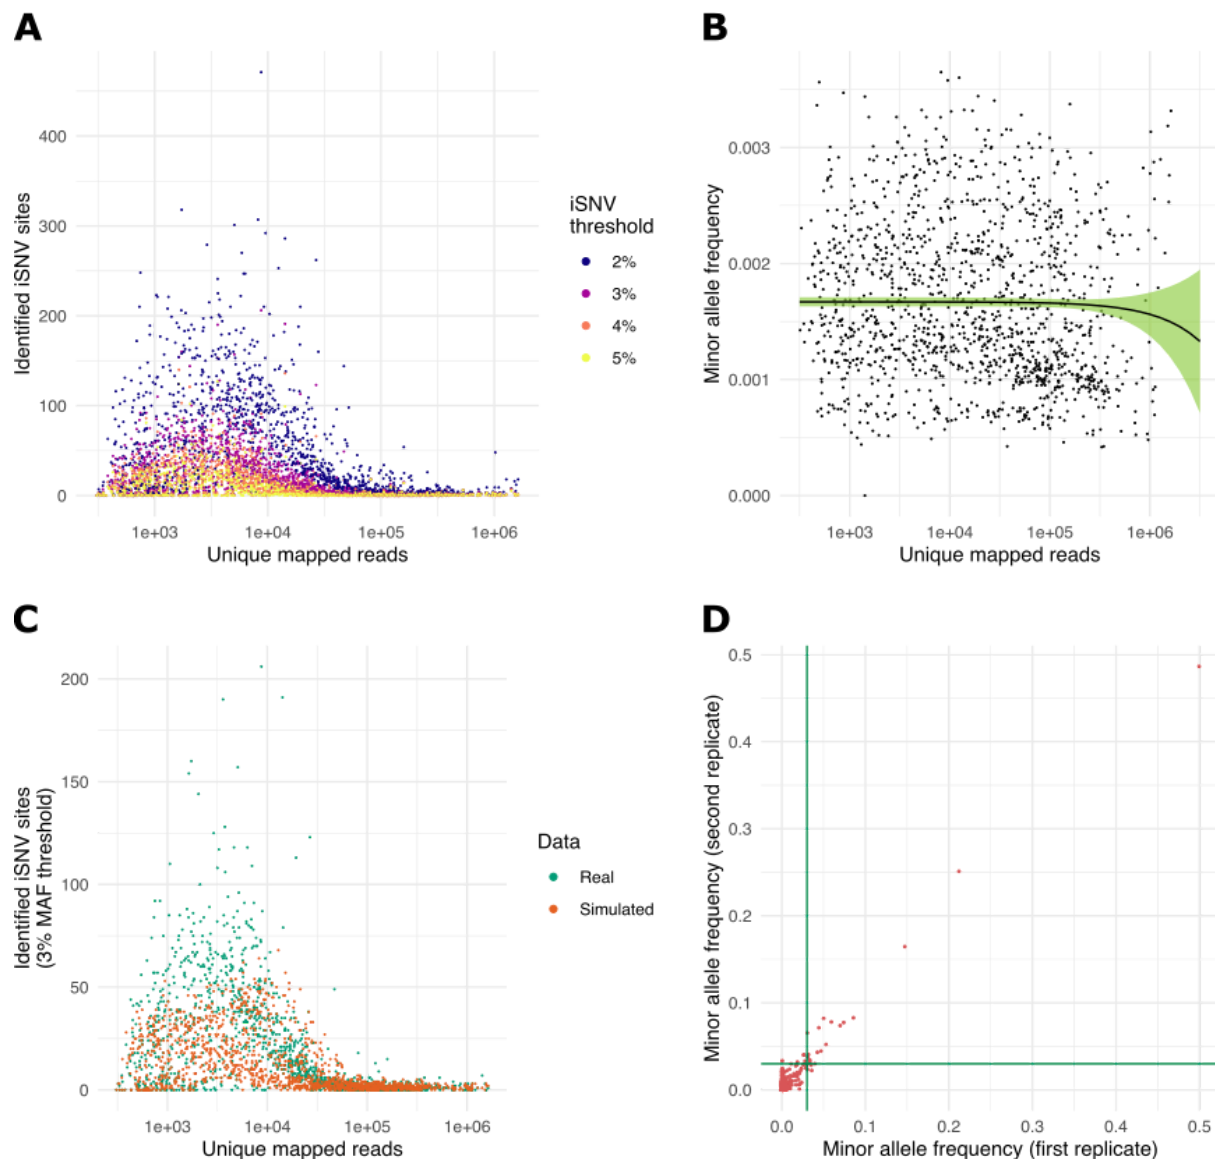 A
Identified iSNV sites
400
300
200
100
0
1e+03 1e+04 1e+05 1e+06
Unique mapped reads
iSNV
threshold
2%
3%
4%
5%
B
Minor allele frequency
0.003
0.002
0.001
0.000
1e+03 1e+04 1e+05 1e+06
Unique mapped reads
C
Identified iSNV sites
(3% MAF threshold)
200
150
100
50
0
1e+03 1e+04 1e+05 1e+06
Unique mapped reads
Data
Real
Simulated
D
Minor allele frequency (second replicate)
0.5
0.4
0.3
0.2
0.1
0.0
0.0 0.1 0.2 0.3 0.4 0.5
Minor allele frequency (first replicate)